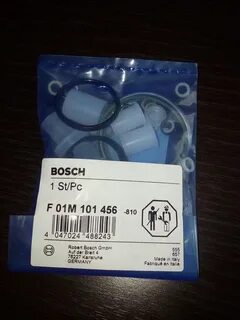 BOSCH
1 St/Pc
F 01M 101 456 -810
4 047024 488243
Robert Bosch GmbH
Auf der Breit 4
76227 Karlsruhe
GERMANY
555
657
Made in Italy
Fabriqué en Italie